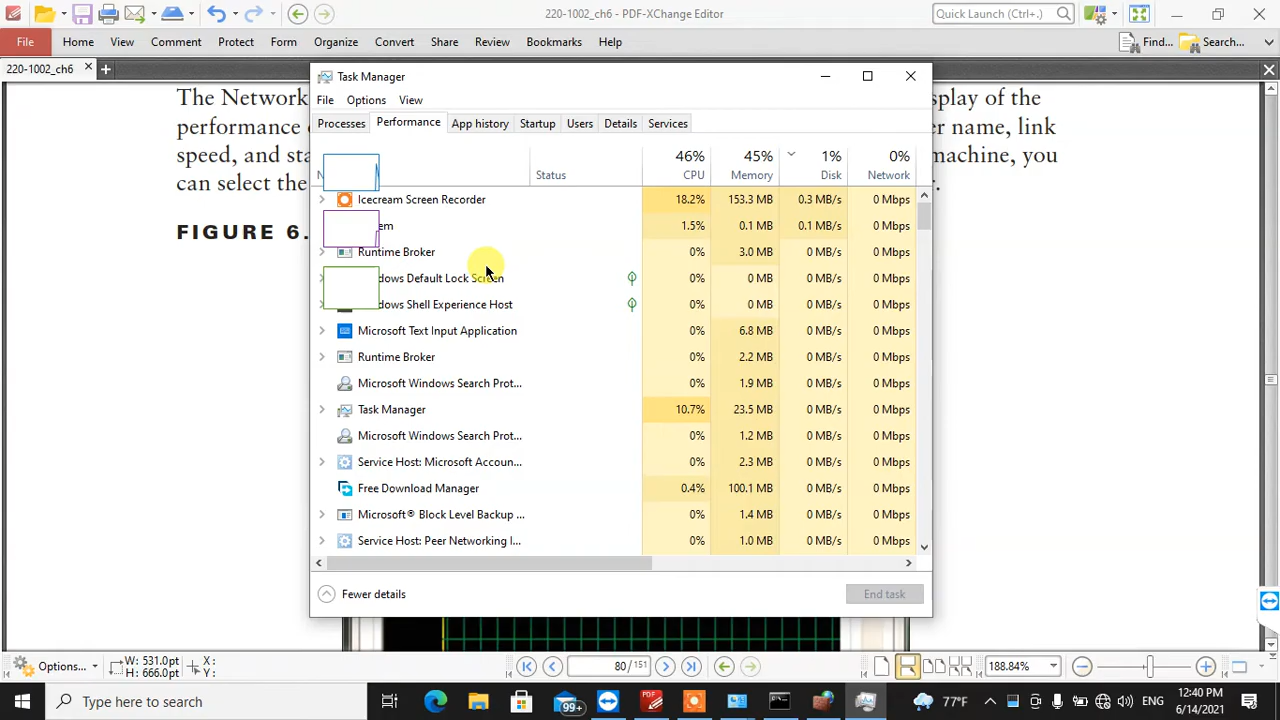 220-1002_ch6 - PDF-XChange Editor
Quick Launch (Ctrl+.)
File Home View Comment Protect Form Organize Convert Share Review Bookmarks Help Find... Search...
220-1002_ch6
The Network
splay of the
performance
er name, link
speed, and sta
machine, you
can select the
FIGURE 6.
Task Manager
File Options View
Processes Performance App history Startup Users Details Services
46% 45% 1% 0%
N Status CPU Memory Disk Network
Icecream Screen Recorder 18.2% 153.3 MB 0.3 MB/s 0 Mbps
em 1.5% 0.1 MB 0.1 MB/s 0 Mbps
Runtime Broker 0% 3.0 MB 0 MB/s 0 Mbps
dows Default Lock Screen 0% 0 MB 0 MB/s 0 Mbps
dows Shell Experience Host 0% 0 MB 0 MB/s 0 Mbps
Microsoft Text Input Application 0% 6.8 MB 0 MB/s 0 Mbps
Runtime Broker 0% 2.2 MB 0 MB/s 0 Mbps
Microsoft Windows Search Prot... 0% 1.9 MB 0 MB/s 0 Mbps
Task Manager 10.7% 23.5 MB 0 MB/s 0 Mbps
Microsoft Windows Search Prot... 0% 1.2 MB 0 MB/s 0 Mbps
Service Host: Microsoft Accoun... 0% 2.3 MB 0 MB/s 0 Mbps
Free Download Manager 0.4% 100.1 MB 0 MB/s 0 Mbps
Microsoft® Block Level Backup ... 0% 1.4 MB 0 MB/s 0 Mbps
Service Host: Peer Networking I... 0% 1.0 MB 0 MB/s 0 Mbps
Fewer details End task
Options... W: 531.0pt X:
H: 666.0pt Y:
80 /151
188.84%
Type here to search
99+
77°F
ENG
12:40 PM
6/14/2021